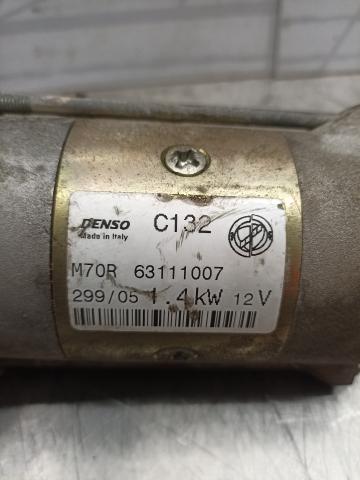 DENSO C132
Made in Italy
M70R 63111007
299/05 1.4kW 12V